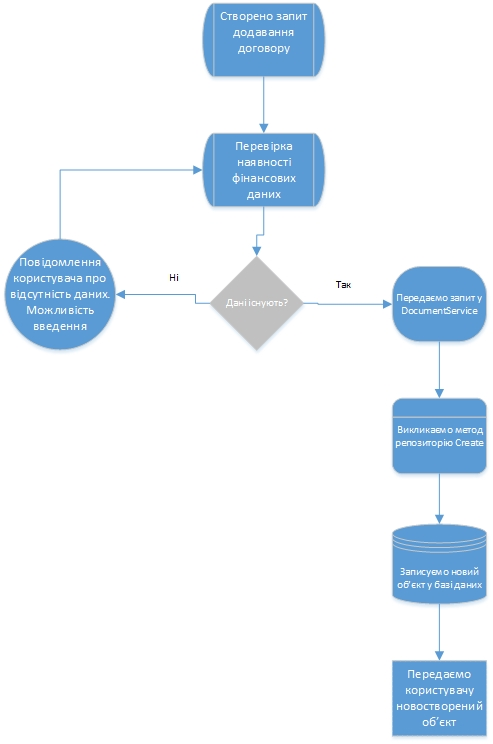 Створено запит
додавання
договору
Перевірка
наявності
фінансових
даних
Повідомлення
користувача про
відсутність даних.
Можливість
введення
Ні
Дані існують?
Так
Передаємо запит у
DocumentService
Викликаємо метод
репозиторію Create
Записуємо новий
об'єкт у базі даних
Передаємо
користувачу
новостворений
об'єкт